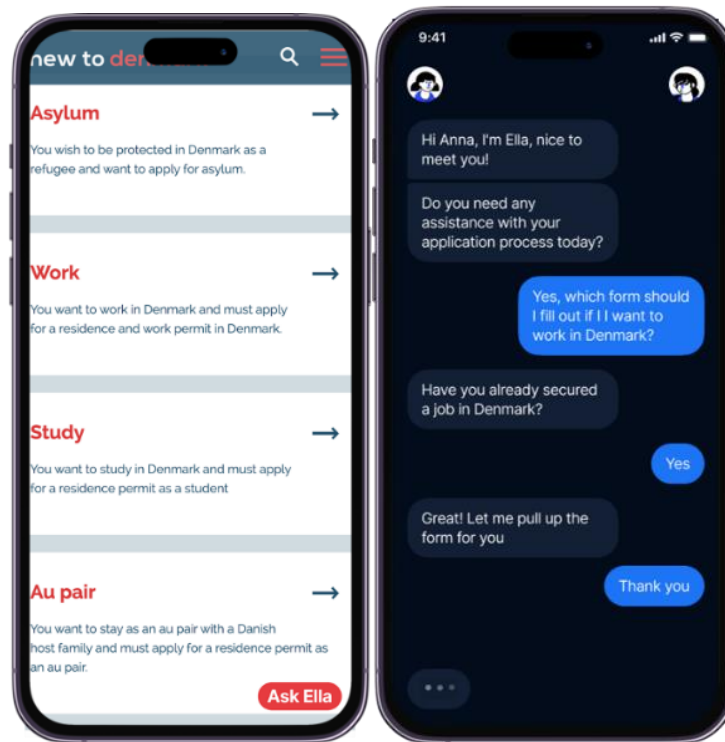 new to
Asylum
You wish to be protected in Denmark as a
refugee and want to apply for asylum.
Work
You want to work in Denmark and must apply
for a residence and work permit in Denmark.
Study
You want to study in Denmark and must apply
for a residence permit as a student
Au pair
You want to stay as an au pair with a Danish
host family and must apply for a residence permit as
an au pair.
Ask Ella
9:41
Hi Anna, I'm Ella, nice to
meet you!
Do you need any
assistance with your
application process today?
Yes, which form should
I fill out if I I want to
work in Denmark?
Have you already secured
a job in Denmark?
Yes
Great! Let me pull up the
form for you
Thank you